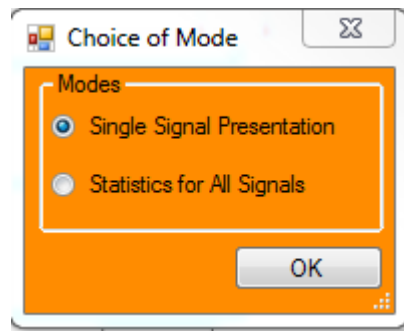 Choice of Mode
Modes
Single Signal Presentation
Statistics for All Signals
OK